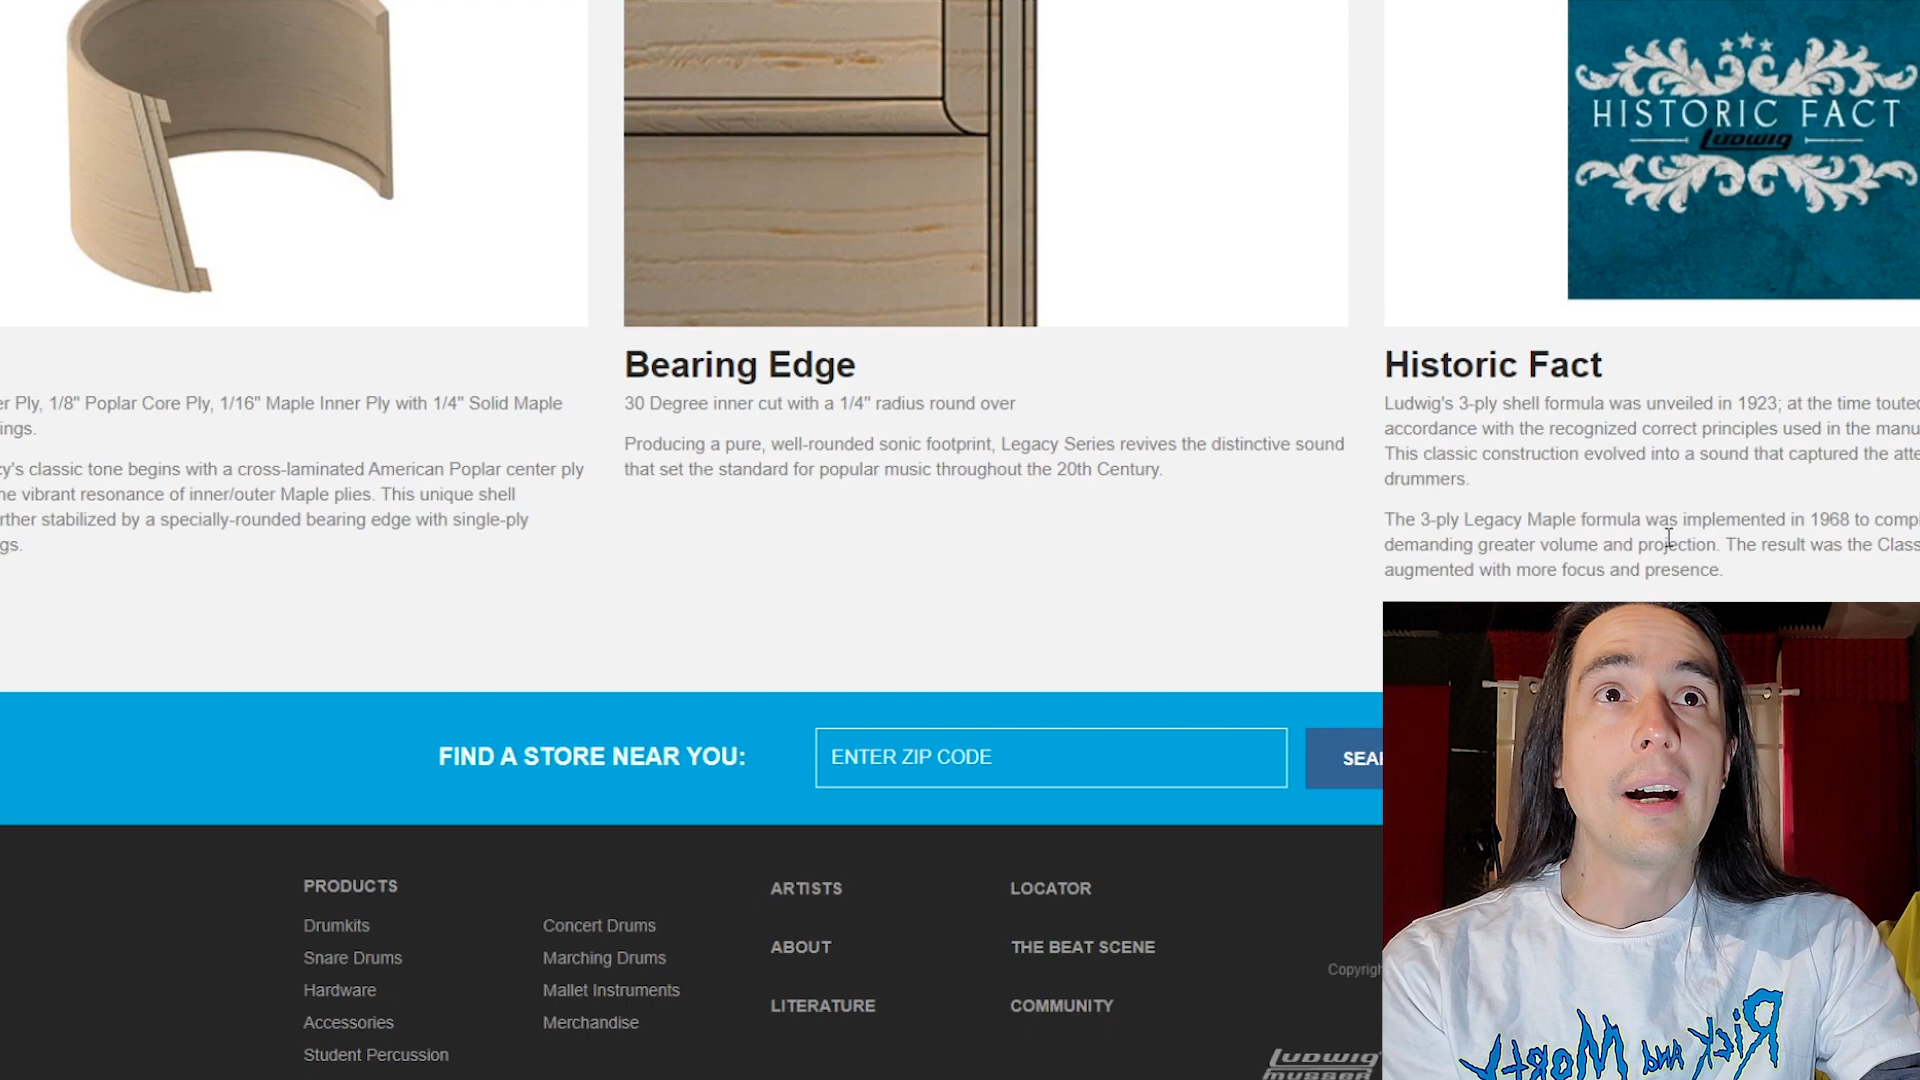 HISTORIC FACT
Ludwig
er Ply, 1/8" Poplar Core Ply, 1/16" Maple Inner Ply with 1/4" Solid Maple
ings.
cy's classic tone begins with a cross-laminated American Poplar center ply
he vibrant resonance of inner/outer Maple plies. This unique shell
rther stabilized by a specially-rounded bearing edge with single-ply
gs.
Bearing Edge
30 Degree inner cut with a 1/4" radius round over
Producing a pure, well-rounded sonic footprint, Legacy Series revives the distinctive sound
that set the standard for popular music throughout the 20th Century.
Historic Fact
Ludwig's 3-ply shell formula was unveiled in 1923; at the time touted
accordance with the recognized correct principles used in the manu
This classic construction evolved into a sound that captured the atte
drummers.
The 3-ply Legacy Maple formula was implemented in 1968 to compl
demanding greater volume and projection. The result was the Class
augmented with more focus and presence.
FIND A STORE NEAR YOU:
ENTER ZIP CODE
SEAR
PRODUCTS
Drumkits
Snare Drums
Hardware
Accessories
Student Percussion
Concert Drums
Marching Drums
Mallet Instruments
Merchandise
ARTISTS
ABOUT
LITERATURE
LOCATOR
THE BEAT SCENE
COMMUNITY
Copyrigh
LUDWIG
MUSSER
Rick AND Morty